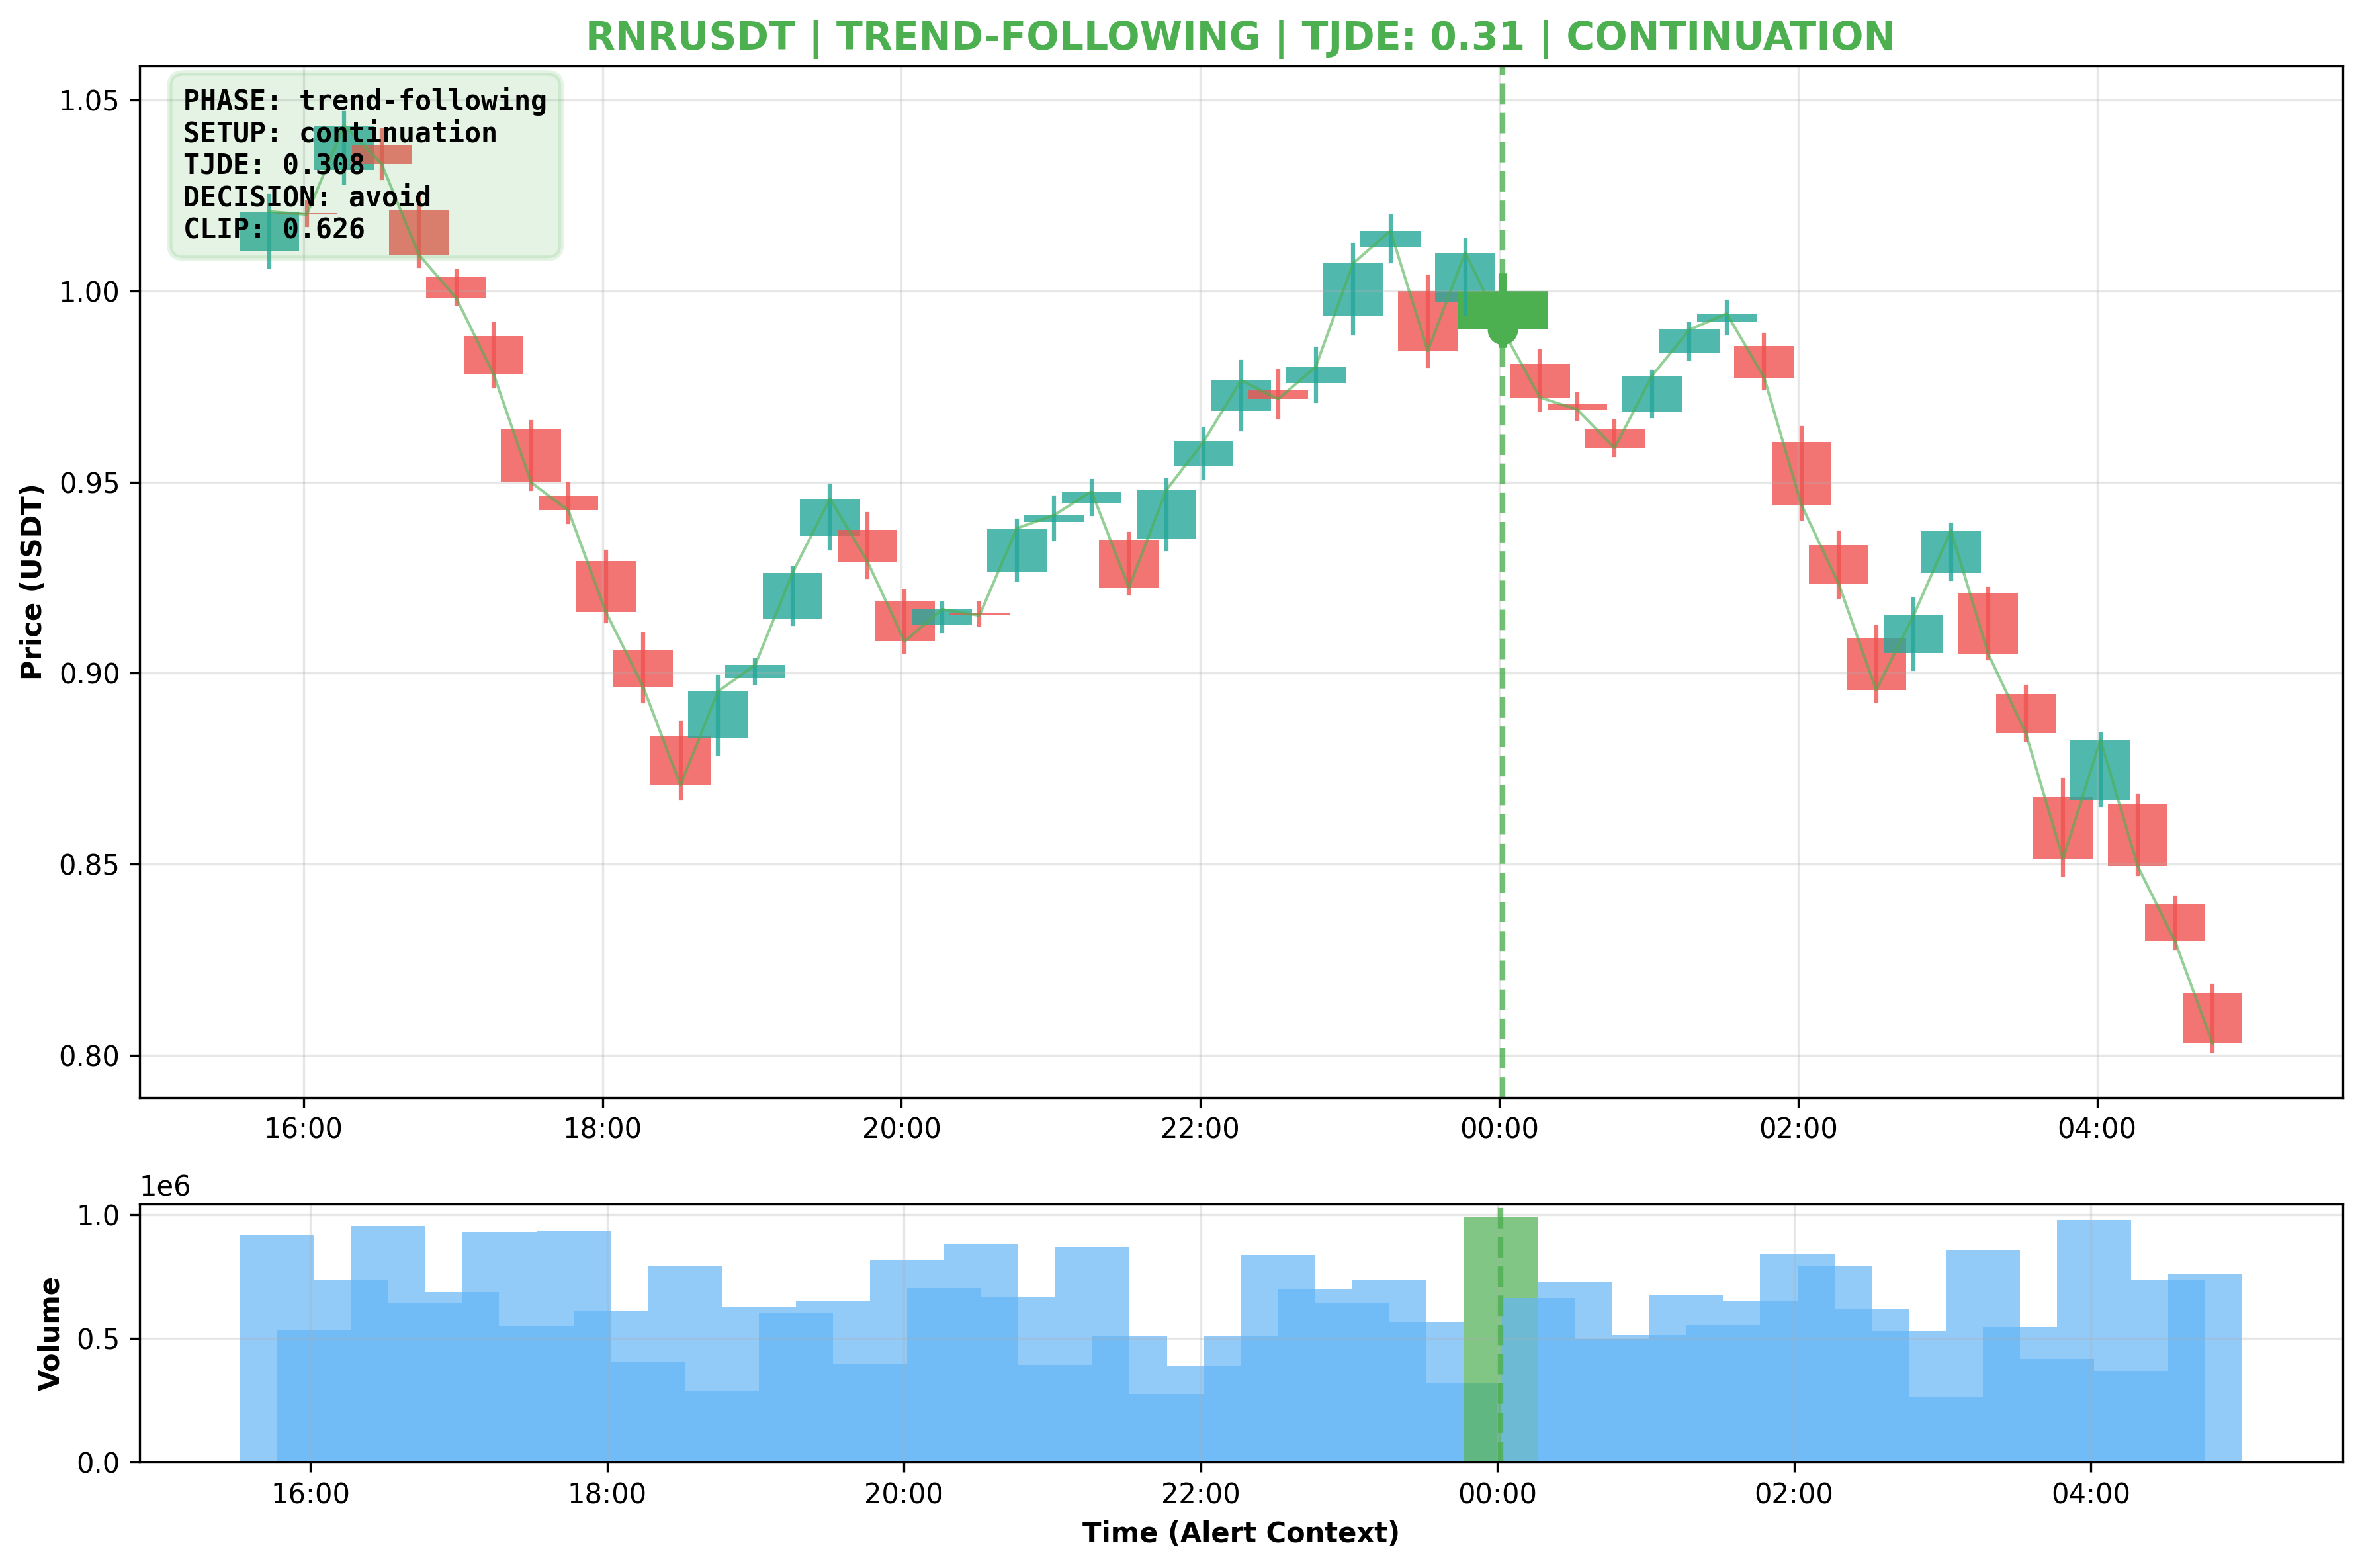 RNRUSDT | TREND-FOLLOWING | TJDE: 0.31 | CONTINUATION
PHASE: trend-following
SETUP: continuation
TJDE: 0.308
DECISION: avoid
CLIP: 0.626
Price (USDT)
1.05
1.00
0.95
0.90
0.85
0.80
16:00 18:00 20:00 22:00 00:00 02:00 04:00
1e6
Volume
1.0
0.5
0.0
16:00 18:00 20:00 22:00 00:00 02:00 04:00
Time (Alert Context)